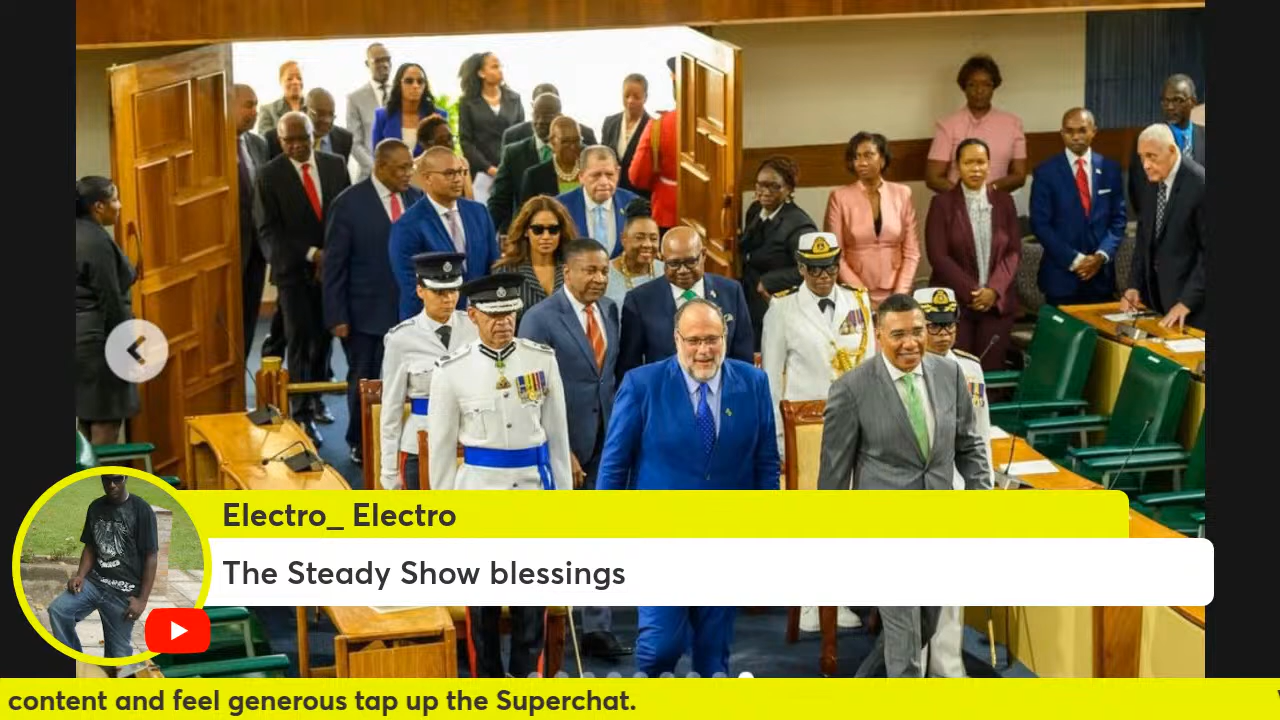 Electro_ Electro
The Steady Show blessings
content and feel generous tap up the Superchat.